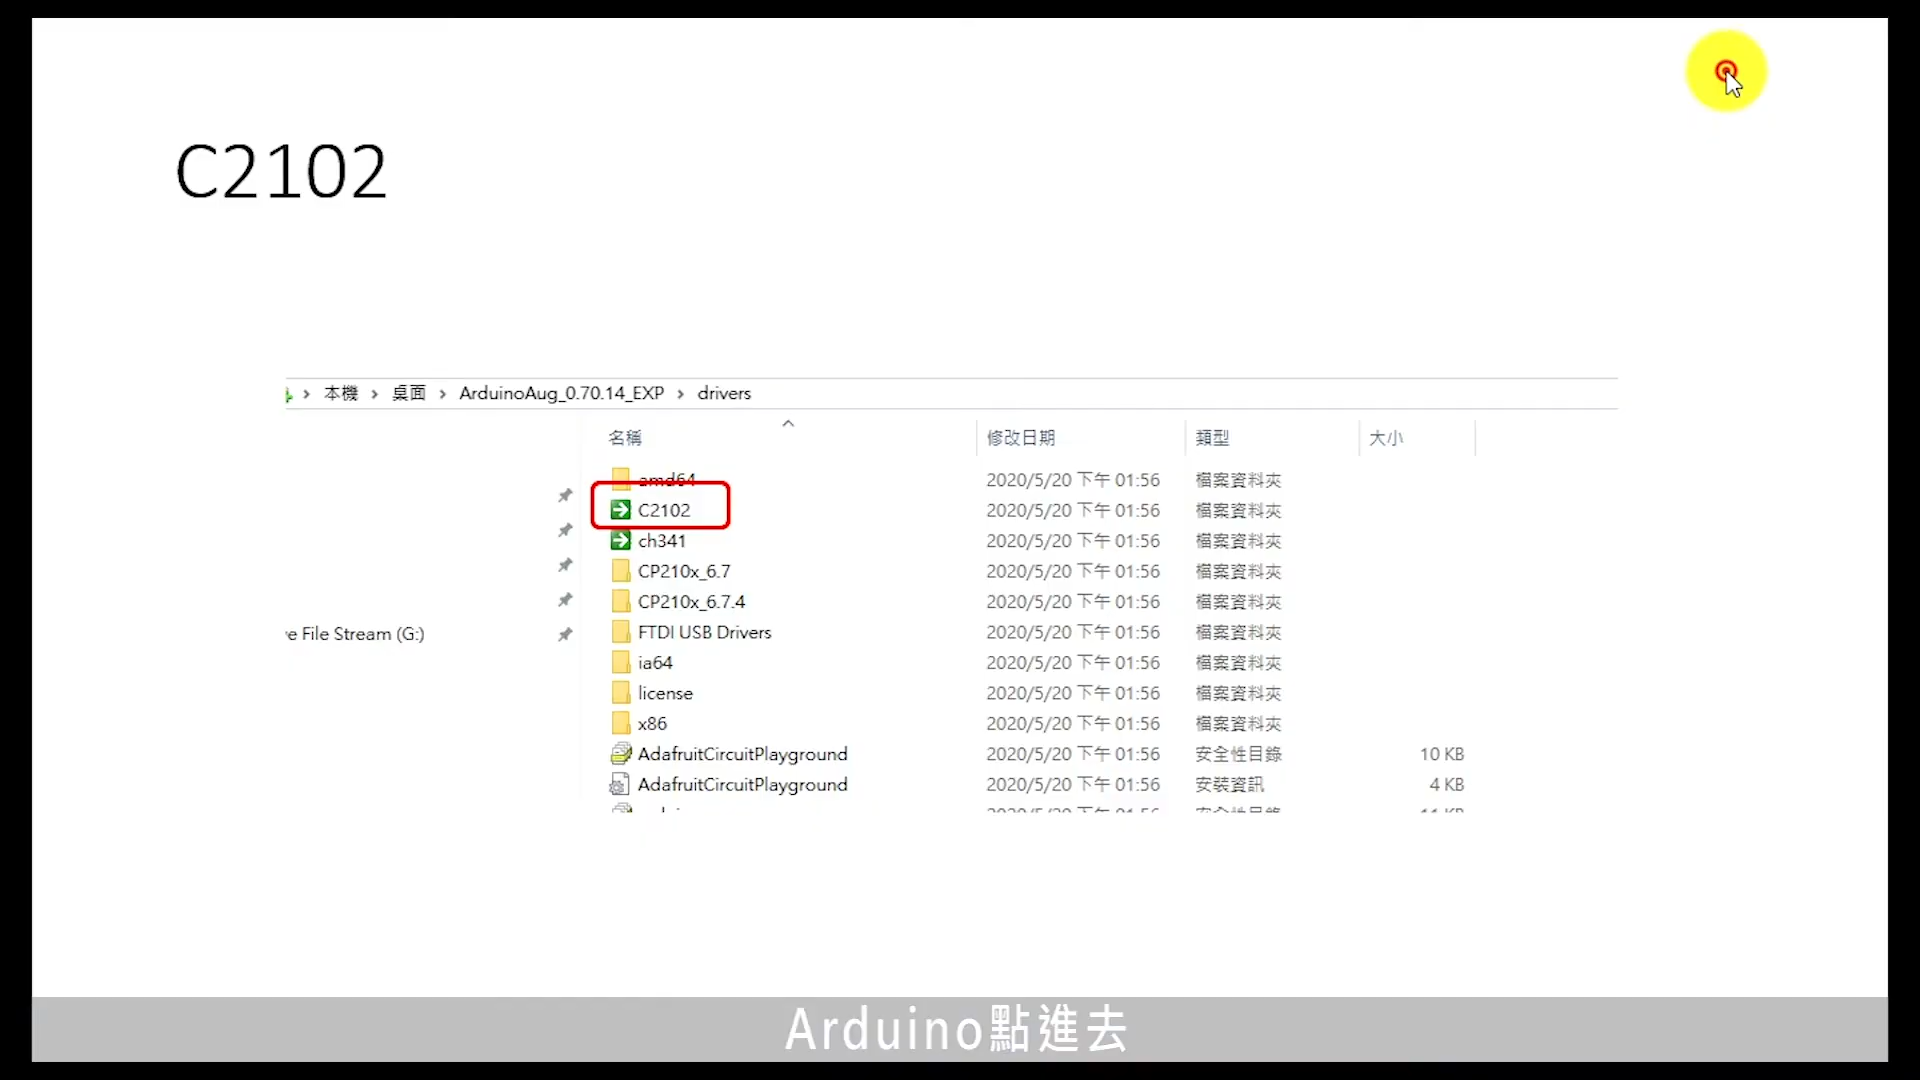 C2102
本機 › 桌面 › ArduinoAug_0.70.14_EXP › drivers
名稱 修改日期 類型 大小
amd64 2020/5/20 下午 01:56 檔案資料夾
C2102 2020/5/20 下午 01:56 檔案資料夾
ch341 2020/5/20 下午 01:56 檔案資料夾
CP210x_6.7 2020/5/20 下午 01:56 檔案資料夾
CP210x_6.7.4 2020/5/20 下午 01:56 檔案資料夾
e File Stream (G:) FTDI USB Drivers 2020/5/20 下午 01:56 檔案資料夾
ia64 2020/5/20 下午 01:56 檔案資料夾
license 2020/5/20 下午 01:56 檔案資料夾
x86 2020/5/20 下午 01:56 檔案資料夾
AdafruitCircuitPlayground 2020/5/20 下午 01:56 安全性目錄 10 KB
AdafruitCircuitPlayground 2020/5/20 下午 01:56 安裝資訊 4 KB
Arduino點進去